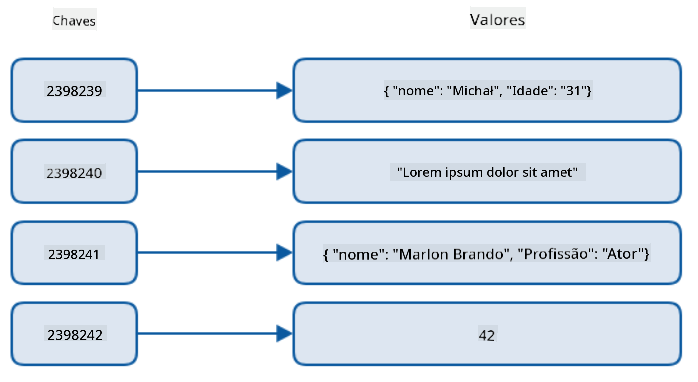 Chaves
Valores
2398239
{ "nome": "Michał", "Idade": "31"}
2398240
"Lorem ipsum dolor sit amet"
2398241
{ "nome": "Marlon Brando", "Profissão": "Ator"}
2398242
42